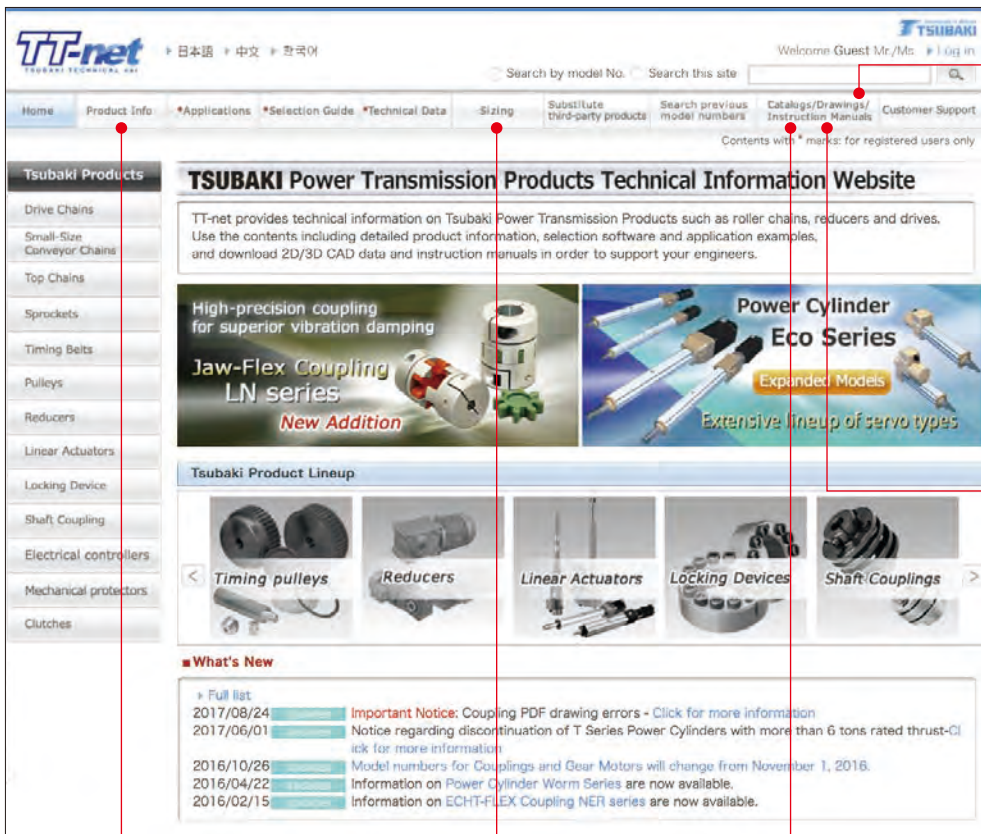 TT-net
TSUBAKI TECHNICAL net
日本語 中文 한국어
TSUBAKI
Welcome Guest Mr./Ms. Log in
Search by model No. Search this site
Home
Product Info
*Applications
*Selection Guide
*Technical Data
Sizing
Substitute
third-party products
Search previous
model numbers
Catalogs/Drawings/
Instruction Manuals
Customer Support
Contents with * marks: for registered users only
Tsubaki Products
Drive Chains
Small-Size
Conveyor Chains
Top Chains
Sprockets
Timing Belts
Pulleys
Reducers
Linear Actuators
Locking Device
Shaft Coupling
Electrical controllers
Mechanical protectors
Clutches
TSUBAKI Power Transmission Products Technical Information Website
TT-net provides technical information on Tsubaki Power Transmission Products such as roller chains, reducers and drives.
Use the contents including detailed product information, selection software and application examples,
and download 2D/3D CAD data and instruction manuals in order to support your engineers.
High-precision coupling
for superior vibration damping
Jaw-Flex Coupling
LN series
New Addition
Power Cylinder
Eco Series
Expanded Models
Extensive lineup of servo types
Tsubaki Product Lineup
< Timing pulleys
Reducers
Linear Actuators
Locking Devices
Shaft Couplings >
■What's New
Full list
2017/08/24 Important Notice: Coupling PDF drawing errors - Click for more information
2017/06/01 Notice regarding discontinuation of T Series Power Cylinders with more than 6 tons rated thrust-Cl
ick for more information
2016/10/26 Model numbers for Couplings and Gear Motors will change from November 1, 2016.
2016/04/22 Information on Power Cylinder Worm Series are now available.
2016/02/15 Information on ECHT-FLEX Coupling NER series are now available.